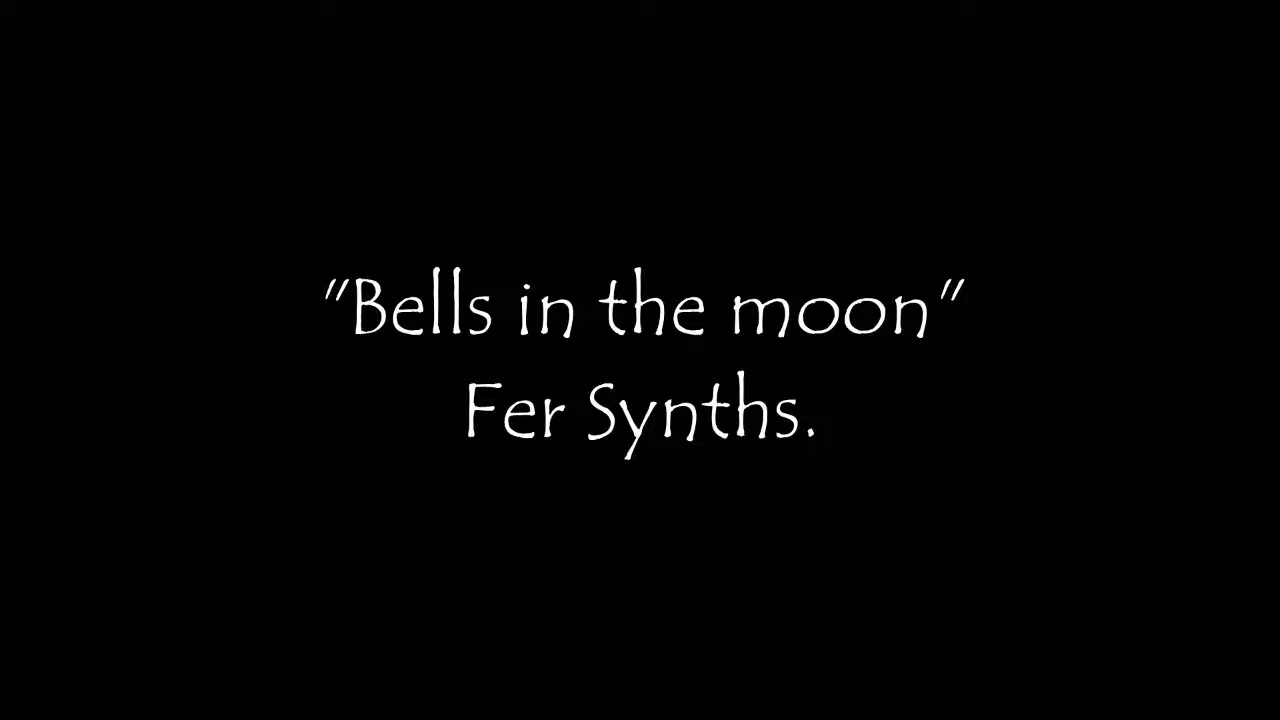 "Bells in the moon"
Fer Synths.